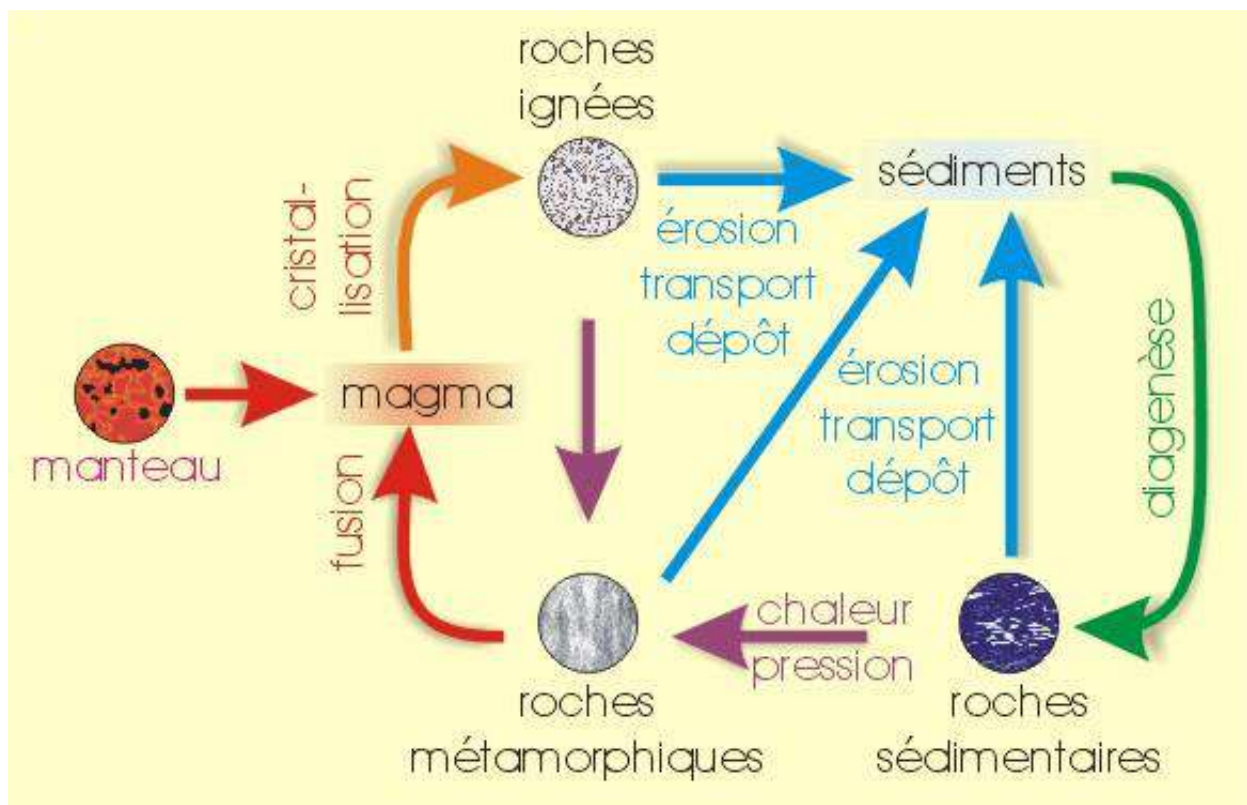 roches
ignées
sédiments
cristal-
lisation
érosion
transport
dépôt
érosion
transport
dépôt
diagenèse
magma
manteau
fusion
chaleur
pression
roches
métamorphiques
roches
sédimentaires